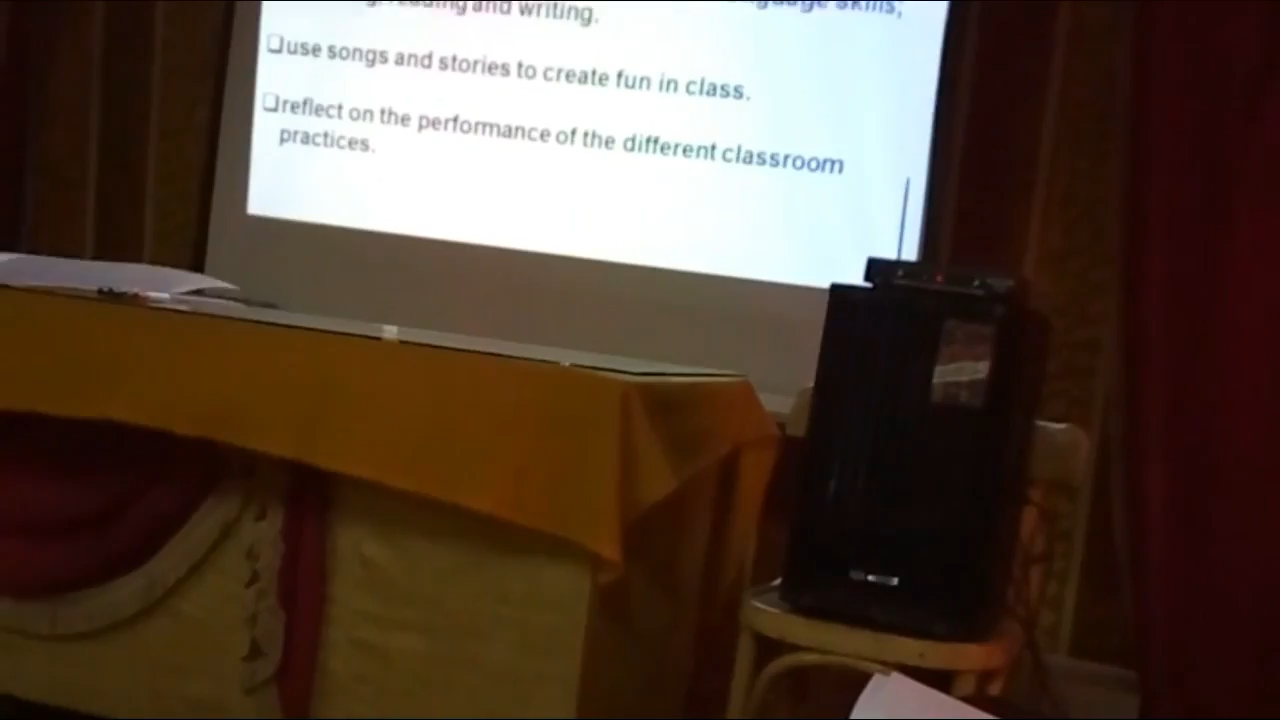 skills,
reading and writing.
❑use songs and stories to create fun in class.
❑reflect on the performance of the different classroom
practices.